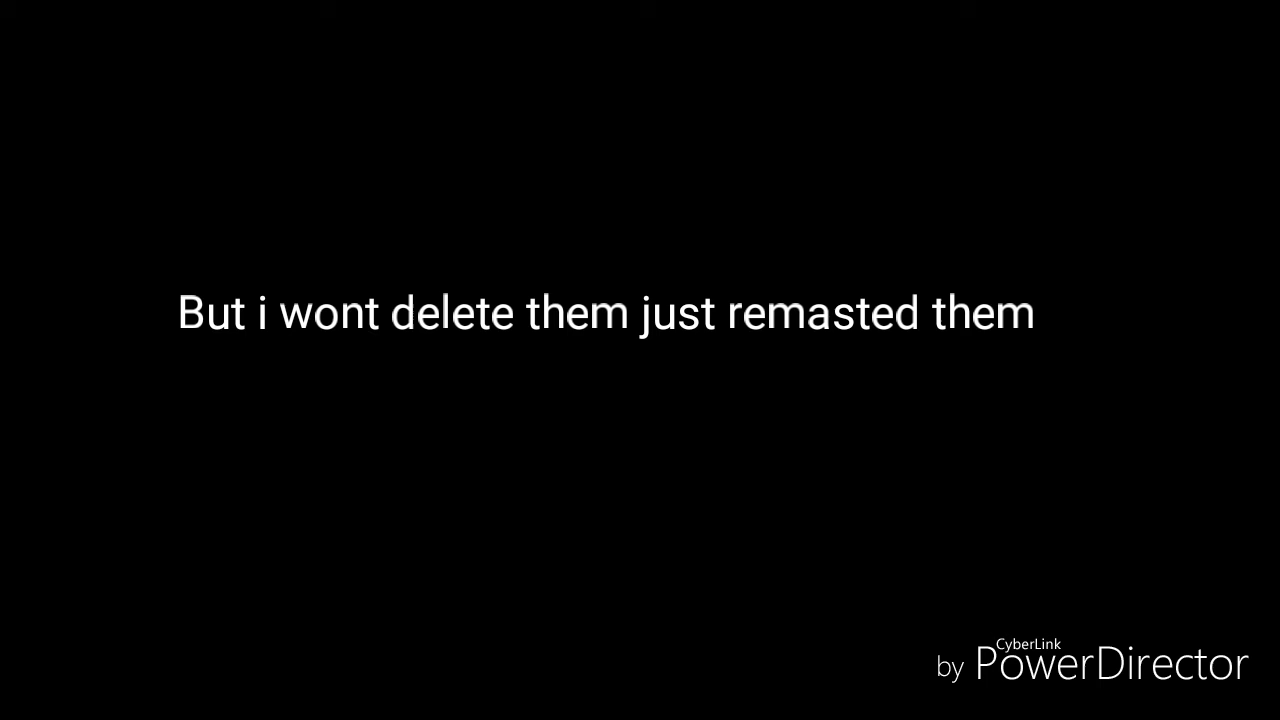 But i wont delete them just remasted them
CyberLink
by PowerDirector